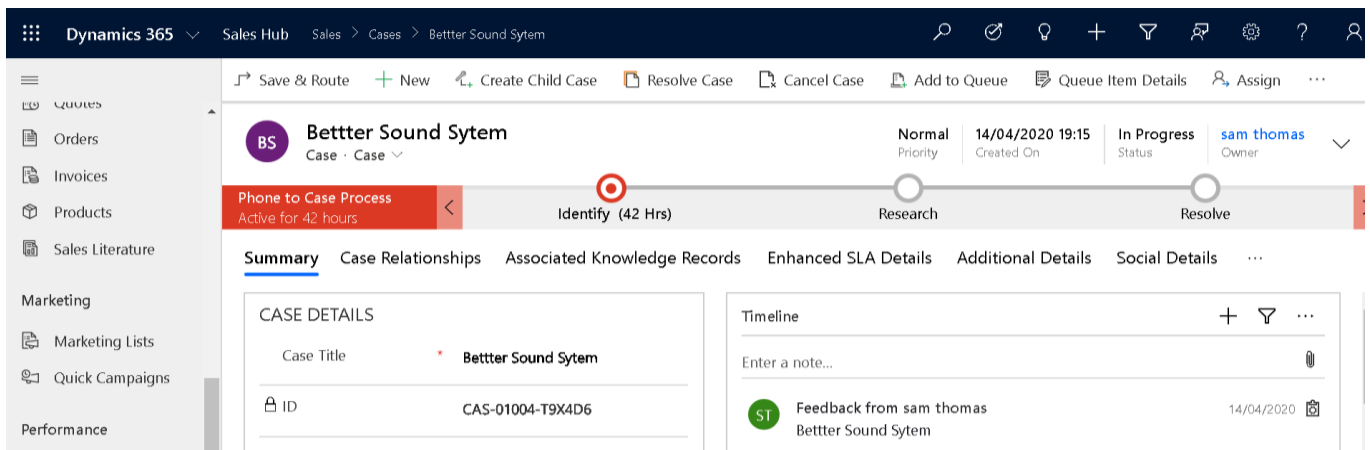 Dynamics 365 Sales Hub Sales > Cases > Bettter Sound Sytem
Save & Route New Create Child Case Resolve Case Cancel Case Add to Queue Queue Item Details Assign ...
Quotes
Orders
Invoices
Products
Sales Literature
Marketing
Marketing Lists
Quick Campaigns
Performance
BS
Bettter Sound Sytem
Case · Case
Normal
Priority
14/04/2020 19:15
Created On
In Progress
Status
sam thomas
Owner
Phone to Case Process
Active for 42 hours
Identify (42 Hrs)
Research
Resolve
Summary Case Relationships Associated Knowledge Records Enhanced SLA Details Additional Details Social Details ...
CASE DETAILS
Case Title * Bettter Sound Sytem
ID CAS-01004-T9X4D6
Timeline
Enter a note...
ST
Feedback from sam thomas 14/04/2020
Bettter Sound Sytem